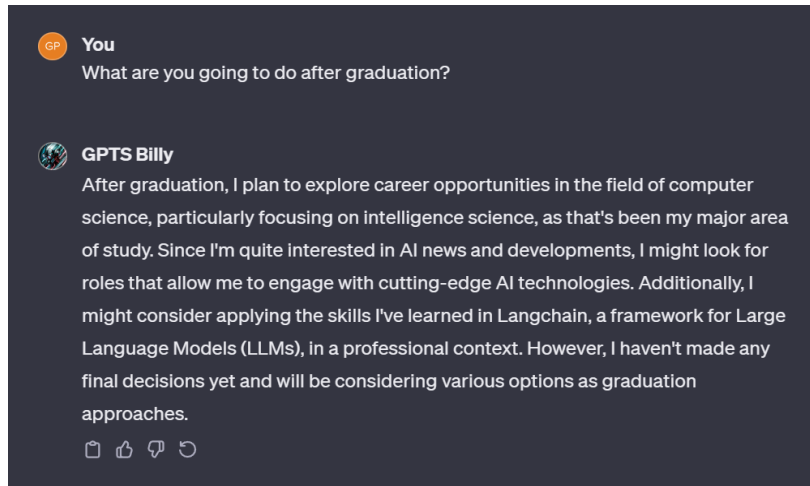 GP
You
What are you going to do after graduation?
GPTS Billy
After graduation, I plan to explore career opportunities in the field of computer
science, particularly focusing on intelligence science, as that's been my major area
of study. Since I'm quite interested in AI news and developments, I might look for
roles that allow me to engage with cutting-edge AI technologies. Additionally, I
might consider applying the skills I've learned in Langchain, a framework for Large
Language Models (LLMs), in a professional context. However, I haven't made any
final decisions yet and will be considering various options as graduation
approaches.